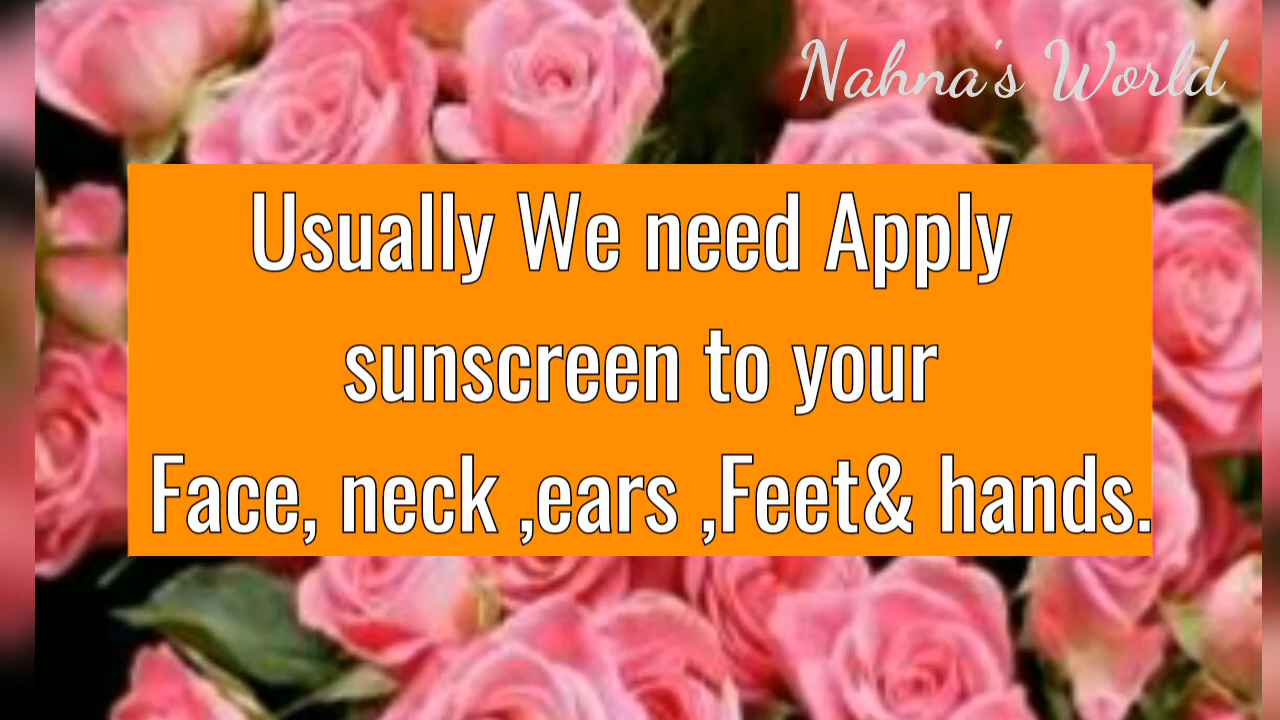 Nahna's World
Usually We need Apply
sunscreen to your
Face, neck ,ears ,Feet& hands.